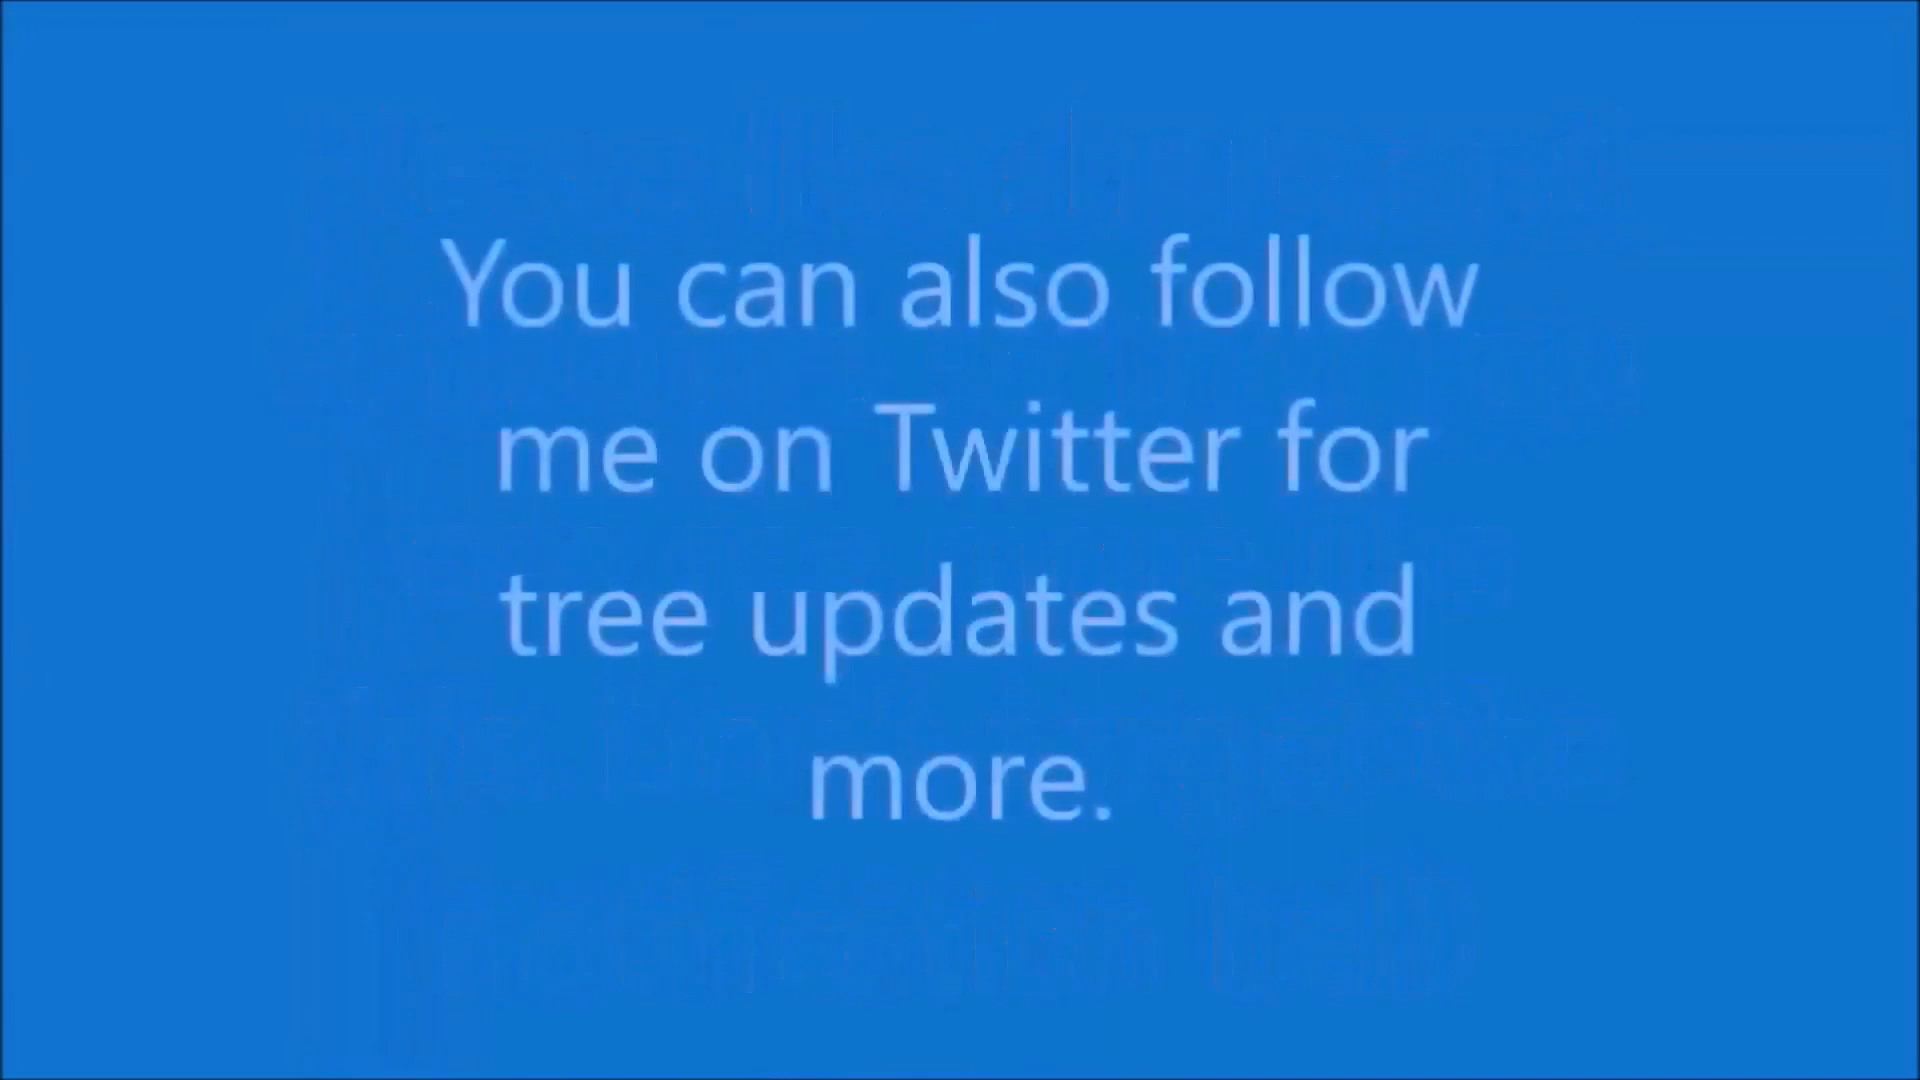 You can also follow
me on Twitter for
tree updates and
more.